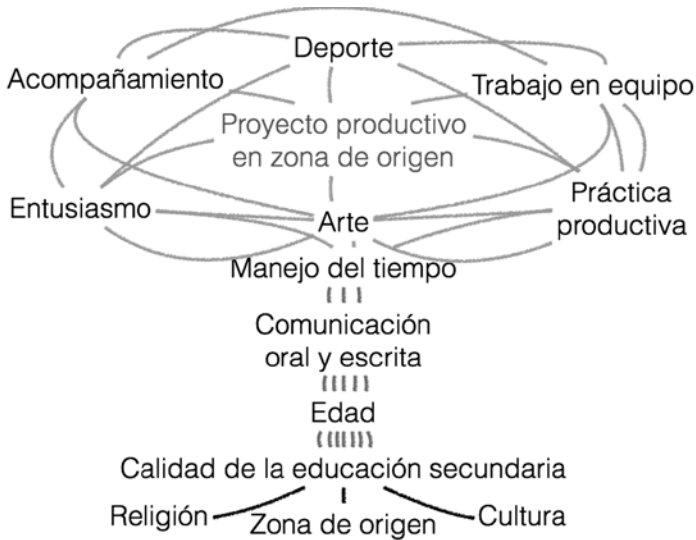 Deporte
Acompañamiento
Trabajo en equipo
Proyecto productivo
en zona de origen
Entusiasmo
Arte
Práctica
productiva
Manejo del tiempo
Comunicación
oral y escrita
Edad
Calidad de la educación secundaria
Religión
Zona de origen
Cultura